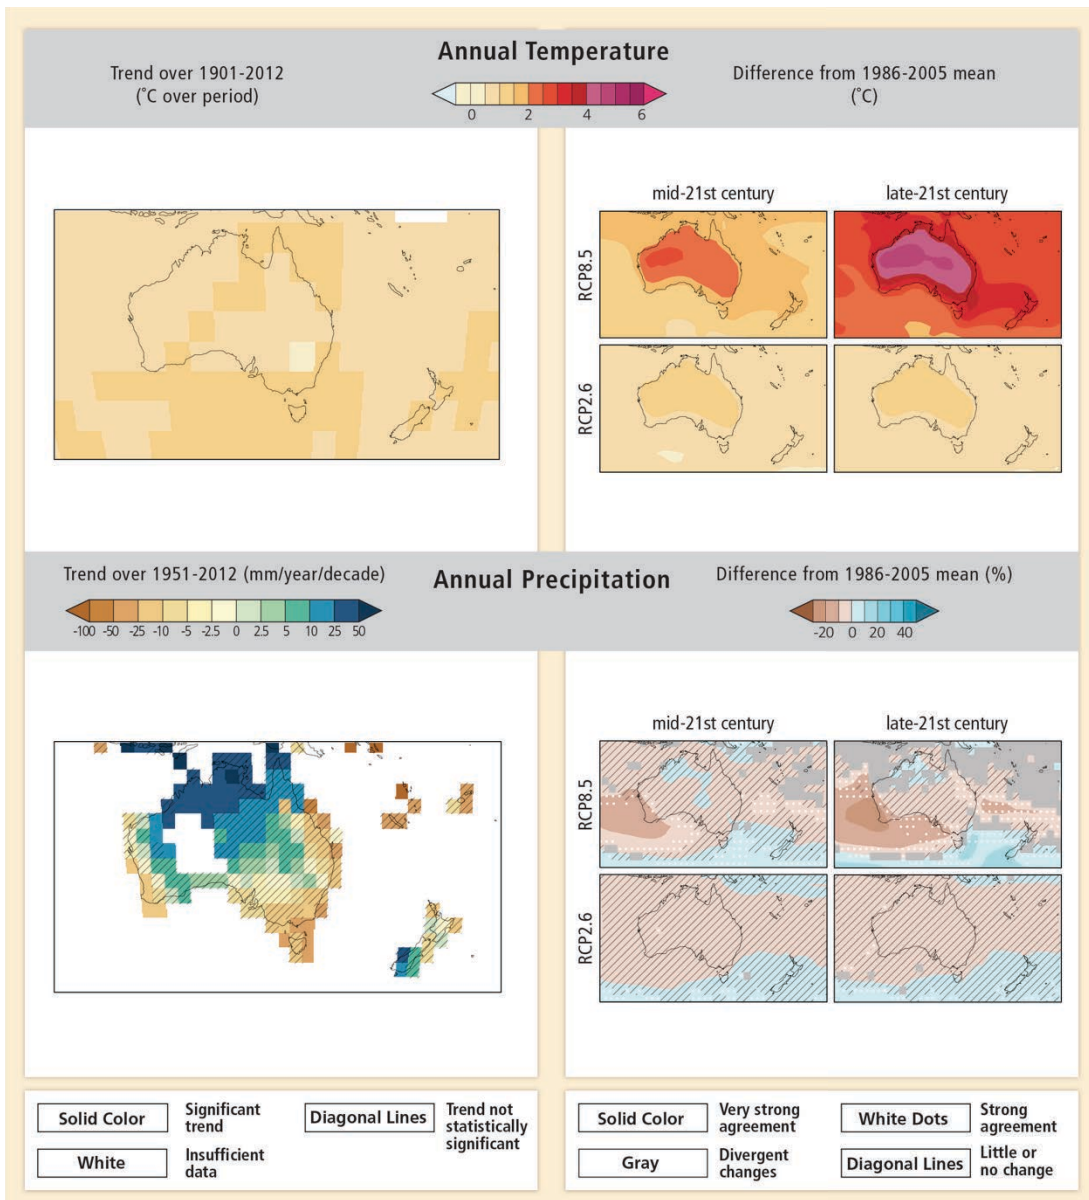 Annual Temperature
Trend over 1901-2012
(˚C over period)
0 2 4 6
Difference from 1986-2005 mean
(˚C)
mid-21st century
late-21st century
RCP8.5
RCP2.6
Annual Precipitation
Trend over 1951-2012 (mm/year/decade)
-100 -50 -25 -10 -5 -2.5 0 2.5 5 10 25 50
Difference from 1986-2005 mean (%)
-20 0 20 40
mid-21st century
late-21st century
RCP8.5
RCP2.6
Solid Color
Significant
trend
Diagonal Lines
Trend not
statistically
significant
White
Insufficient
data
Solid Color
Very strong
agreement
White Dots
Strong
agreement
Gray
Divergent
changes
Diagonal Lines
Little or
no change